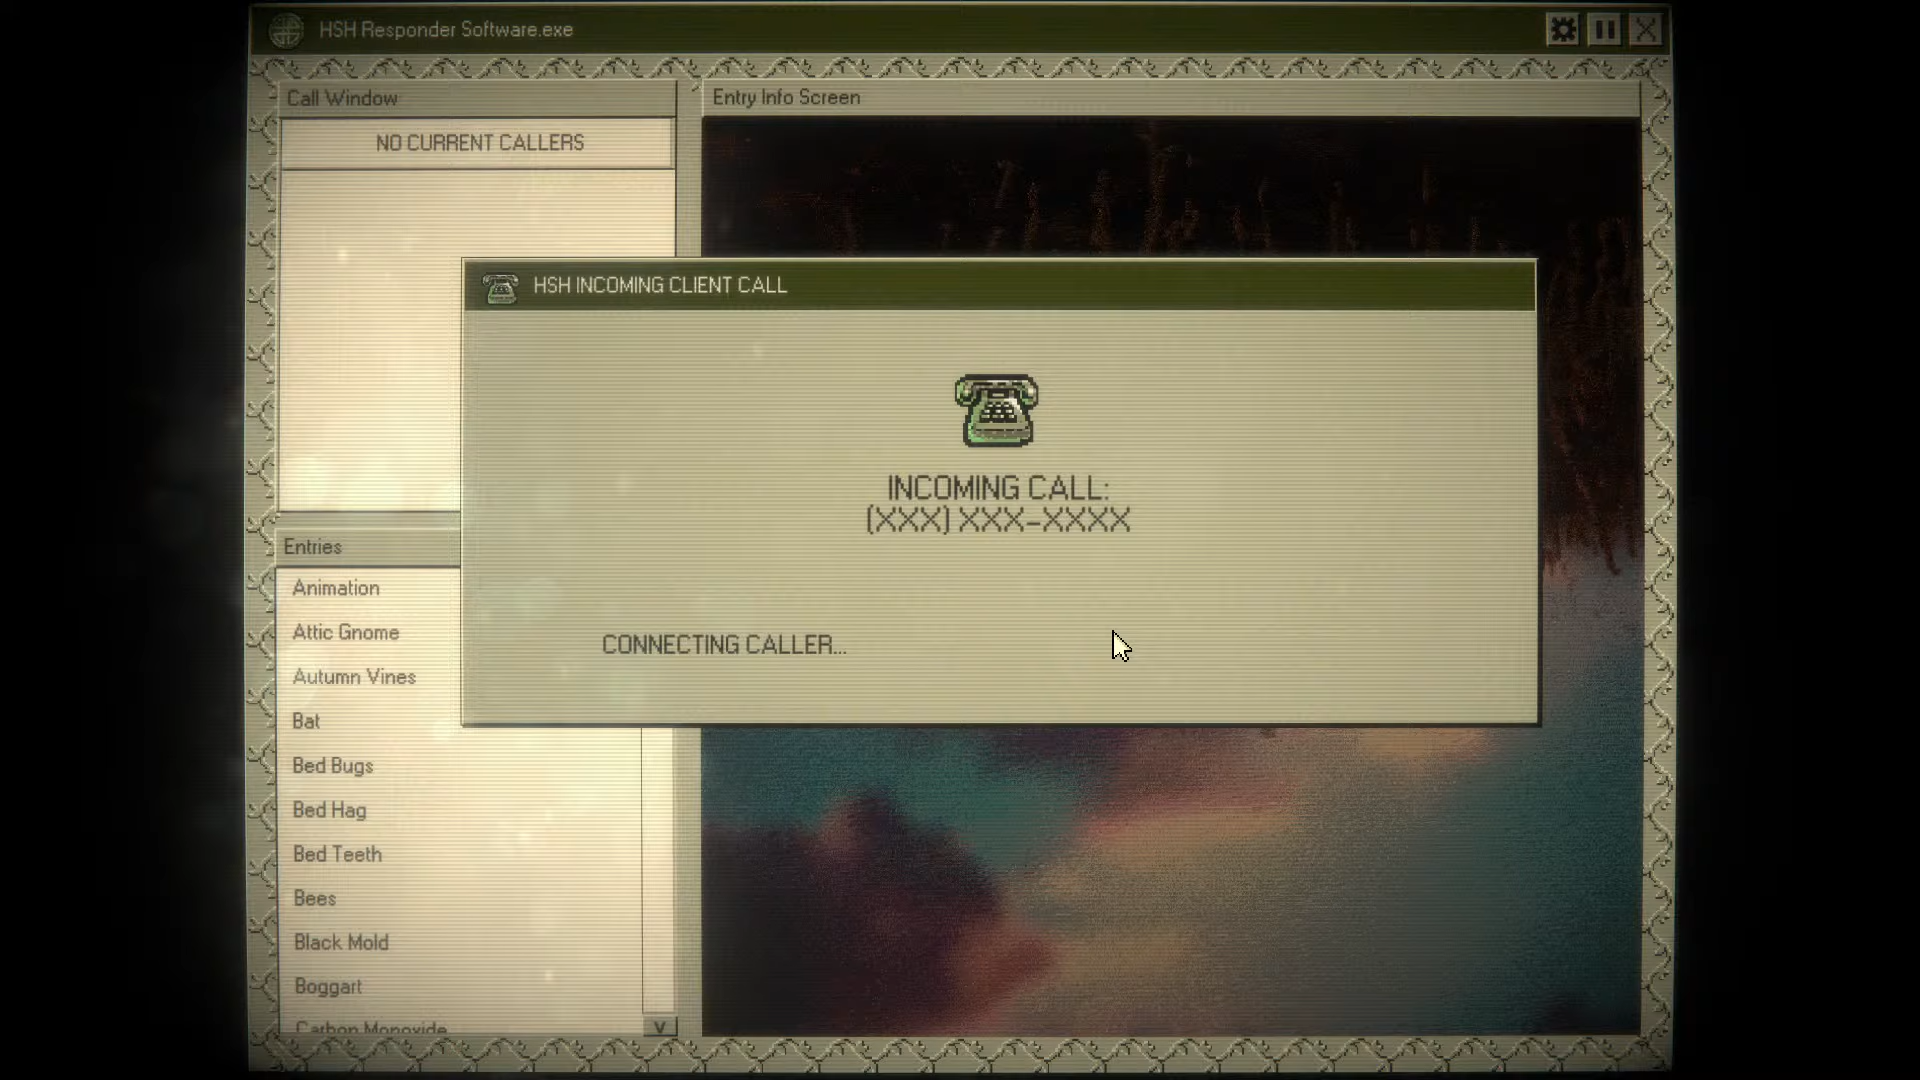 HSH Responder Software.exe
Call Window
Entry Info Screen
NO CURRENT CALLERS
HSH INCOMING CLIENT CALL
INCOMING CALL:
(XXX) XXX-XXXX
CONNECTING CALLER...
Entries
Animation
Attic Gnome
Autumn Vines
Bat
Bed Bugs
Bed Hag
Bed Teeth
Bees
Black Mold
Boggart
Carbon Monoxide